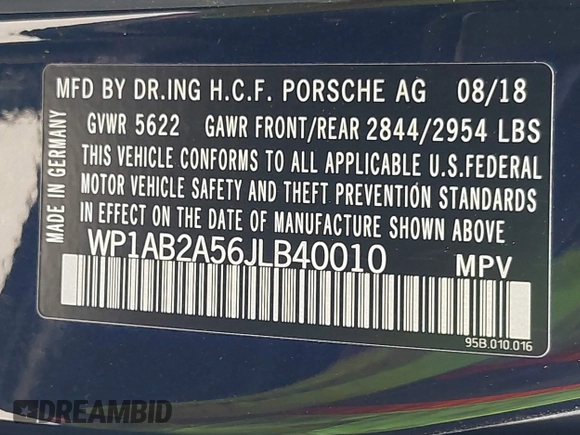 MFD BY DR.ING H.C.F. PORSCHE AG 08/18
GVWR 5622 GAWR FRONT/REAR 2844/2954 LBS
THIS VEHICLE CONFORMS TO ALL APPLICABLE U.S.FEDERAL
MOTOR VEHICLE SAFETY AND THEFT PREVENTION STANDARDS
IN EFFECT ON THE DATE OF MANUFACTURE SHOWN ABOVE.
WP1AB2A56JLB40010 MPV
95B.010.016
MADE IN GERMANY
DREAMBID